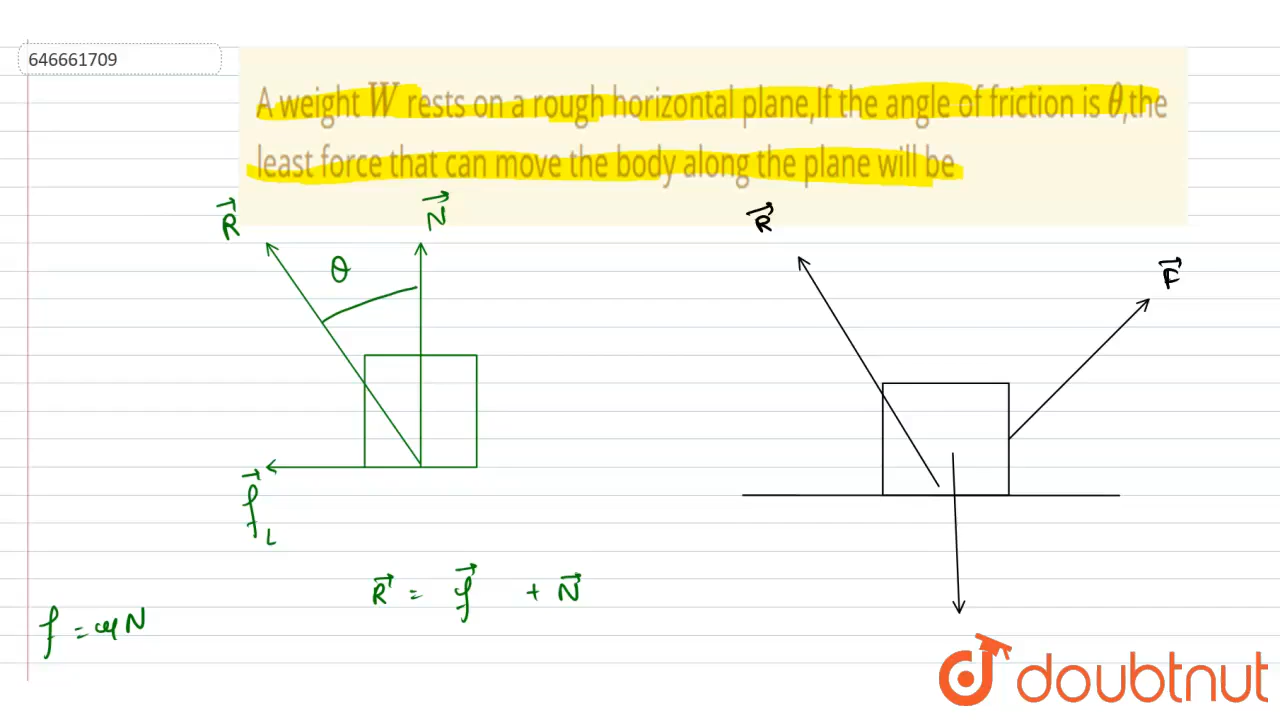 646661709
A weight W rests on a rough horizontal plane,If the angle of friction is θ,the
least force that can move the body along the plane will be
R⃗
N⃗
θ
R⃗
F⃗
f⃗L
R⃗ = f⃗ + N⃗
f = μN
doubtnut